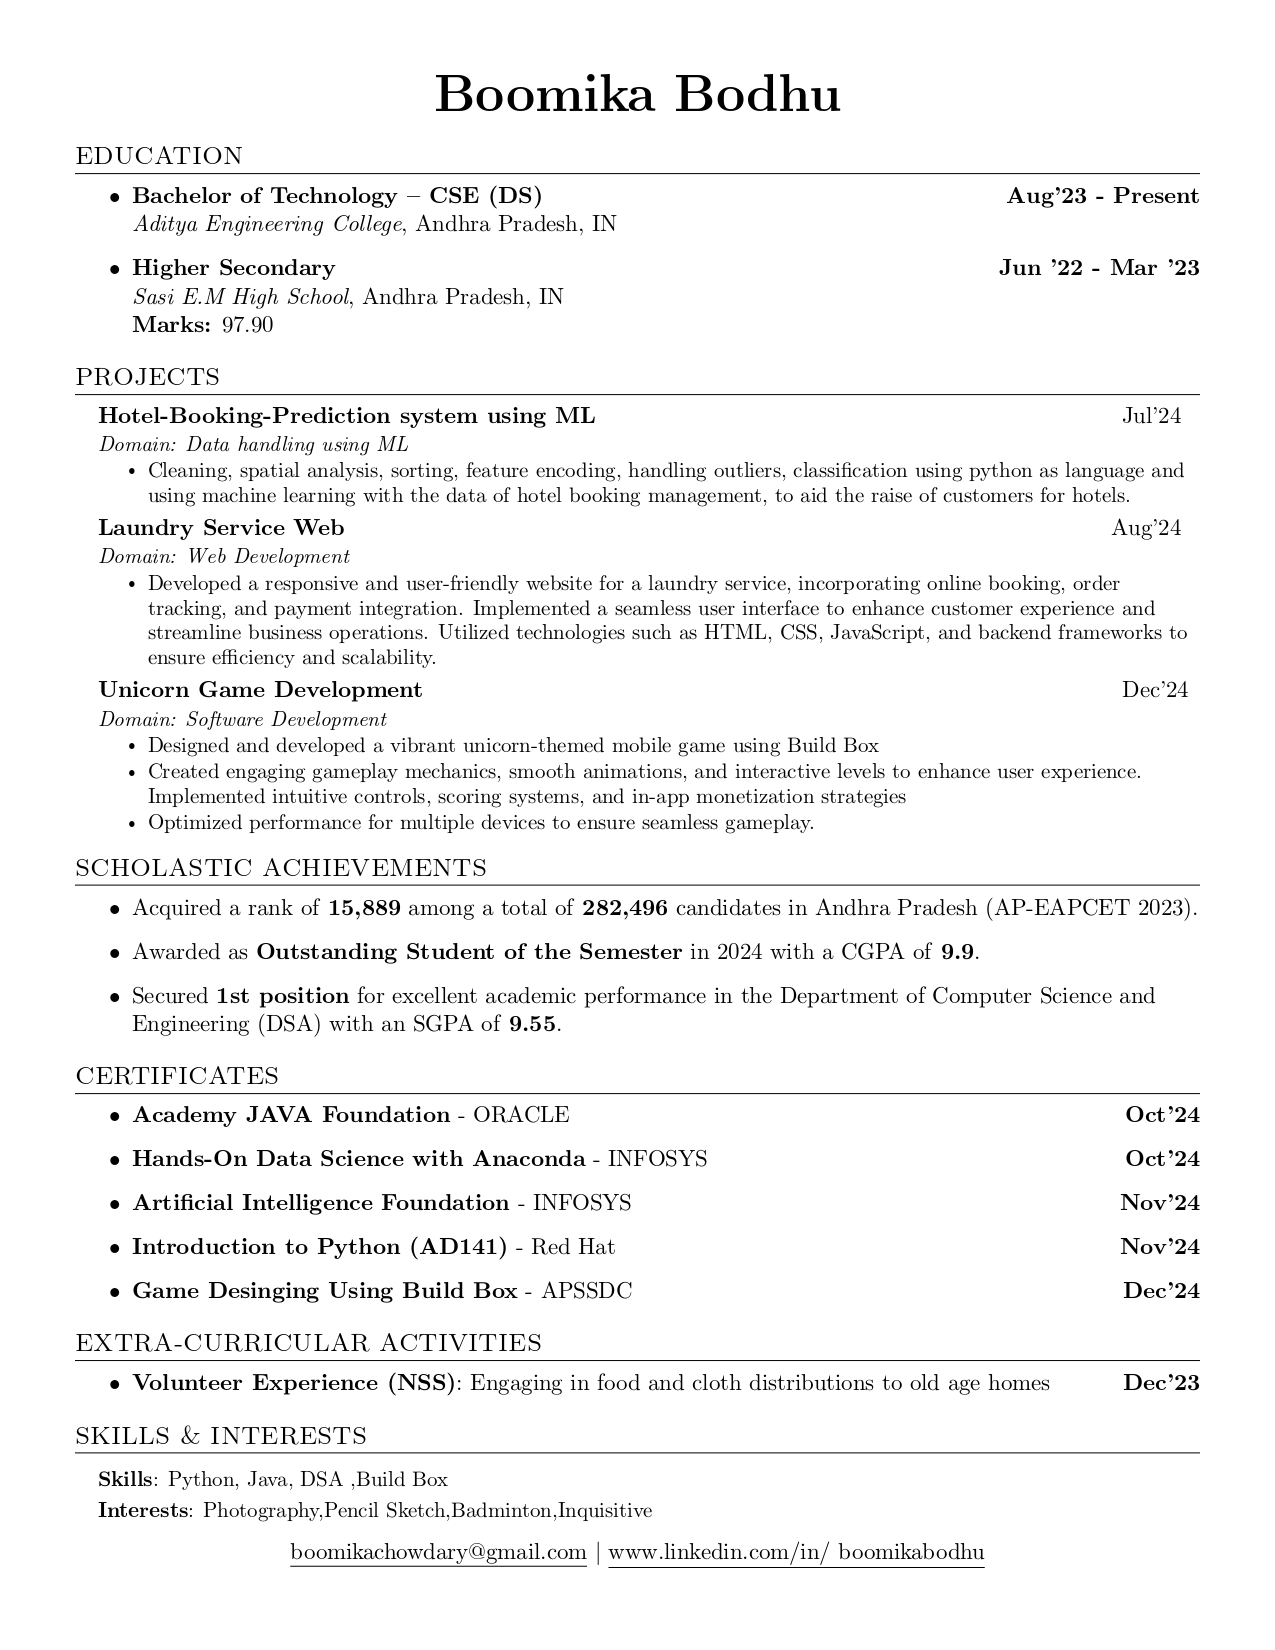 Boomika Bodhu
EDUCATION
• Bachelor of Technology – CSE (DS) Aug'23 - Present
Aditya Engineering College, Andhra Pradesh, IN
• Higher Secondary Jun '22 - Mar '23
Sasi E.M High School, Andhra Pradesh, IN
Marks: 97.90
PROJECTS
Hotel-Booking-Prediction system using ML Jul'24
Domain: Data handling using ML
• Cleaning, spatial analysis, sorting, feature encoding, handling outliers, classification using python as language and
using machine learning with the data of hotel booking management, to aid the raise of customers for hotels.
Laundry Service Web Aug'24
Domain: Web Development
• Developed a responsive and user-friendly website for a laundry service, incorporating online booking, order
tracking, and payment integration. Implemented a seamless user interface to enhance customer experience and
streamline business operations. Utilized technologies such as HTML, CSS, JavaScript, and backend frameworks to
ensure efficiency and scalability.
Unicorn Game Development Dec'24
Domain: Software Development
• Designed and developed a vibrant unicorn-themed mobile game using Build Box
• Created engaging gameplay mechanics, smooth animations, and interactive levels to enhance user experience.
Implemented intuitive controls, scoring systems, and in-app monetization strategies
• Optimized performance for multiple devices to ensure seamless gameplay.
SCHOLASTIC ACHIEVEMENTS
• Acquired a rank of 15,889 among a total of 282,496 candidates in Andhra Pradesh (AP-EAPCET 2023).
• Awarded as Outstanding Student of the Semester in 2024 with a CGPA of 9.9.
• Secured 1st position for excellent academic performance in the Department of Computer Science and
Engineering (DSA) with an SGPA of 9.55.
CERTIFICATES
• Academy JAVA Foundation - ORACLE Oct'24
• Hands-On Data Science with Anaconda - INFOSYS Oct'24
• Artificial Intelligence Foundation - INFOSYS Nov'24
• Introduction to Python (AD141) - Red Hat Nov'24
• Game Desinging Using Build Box - APSSDC Dec'24
EXTRA-CURRICULAR ACTIVITIES
• Volunteer Experience (NSS): Engaging in food and cloth distributions to old age homes Dec'23
SKILLS & INTERESTS
Skills: Python, Java, DSA ,Build Box
Interests: Photography,Pencil Sketch,Badminton,Inquisitive
boomikachowdary@gmail.com | www.linkedin.com/in/ boomikabodhu